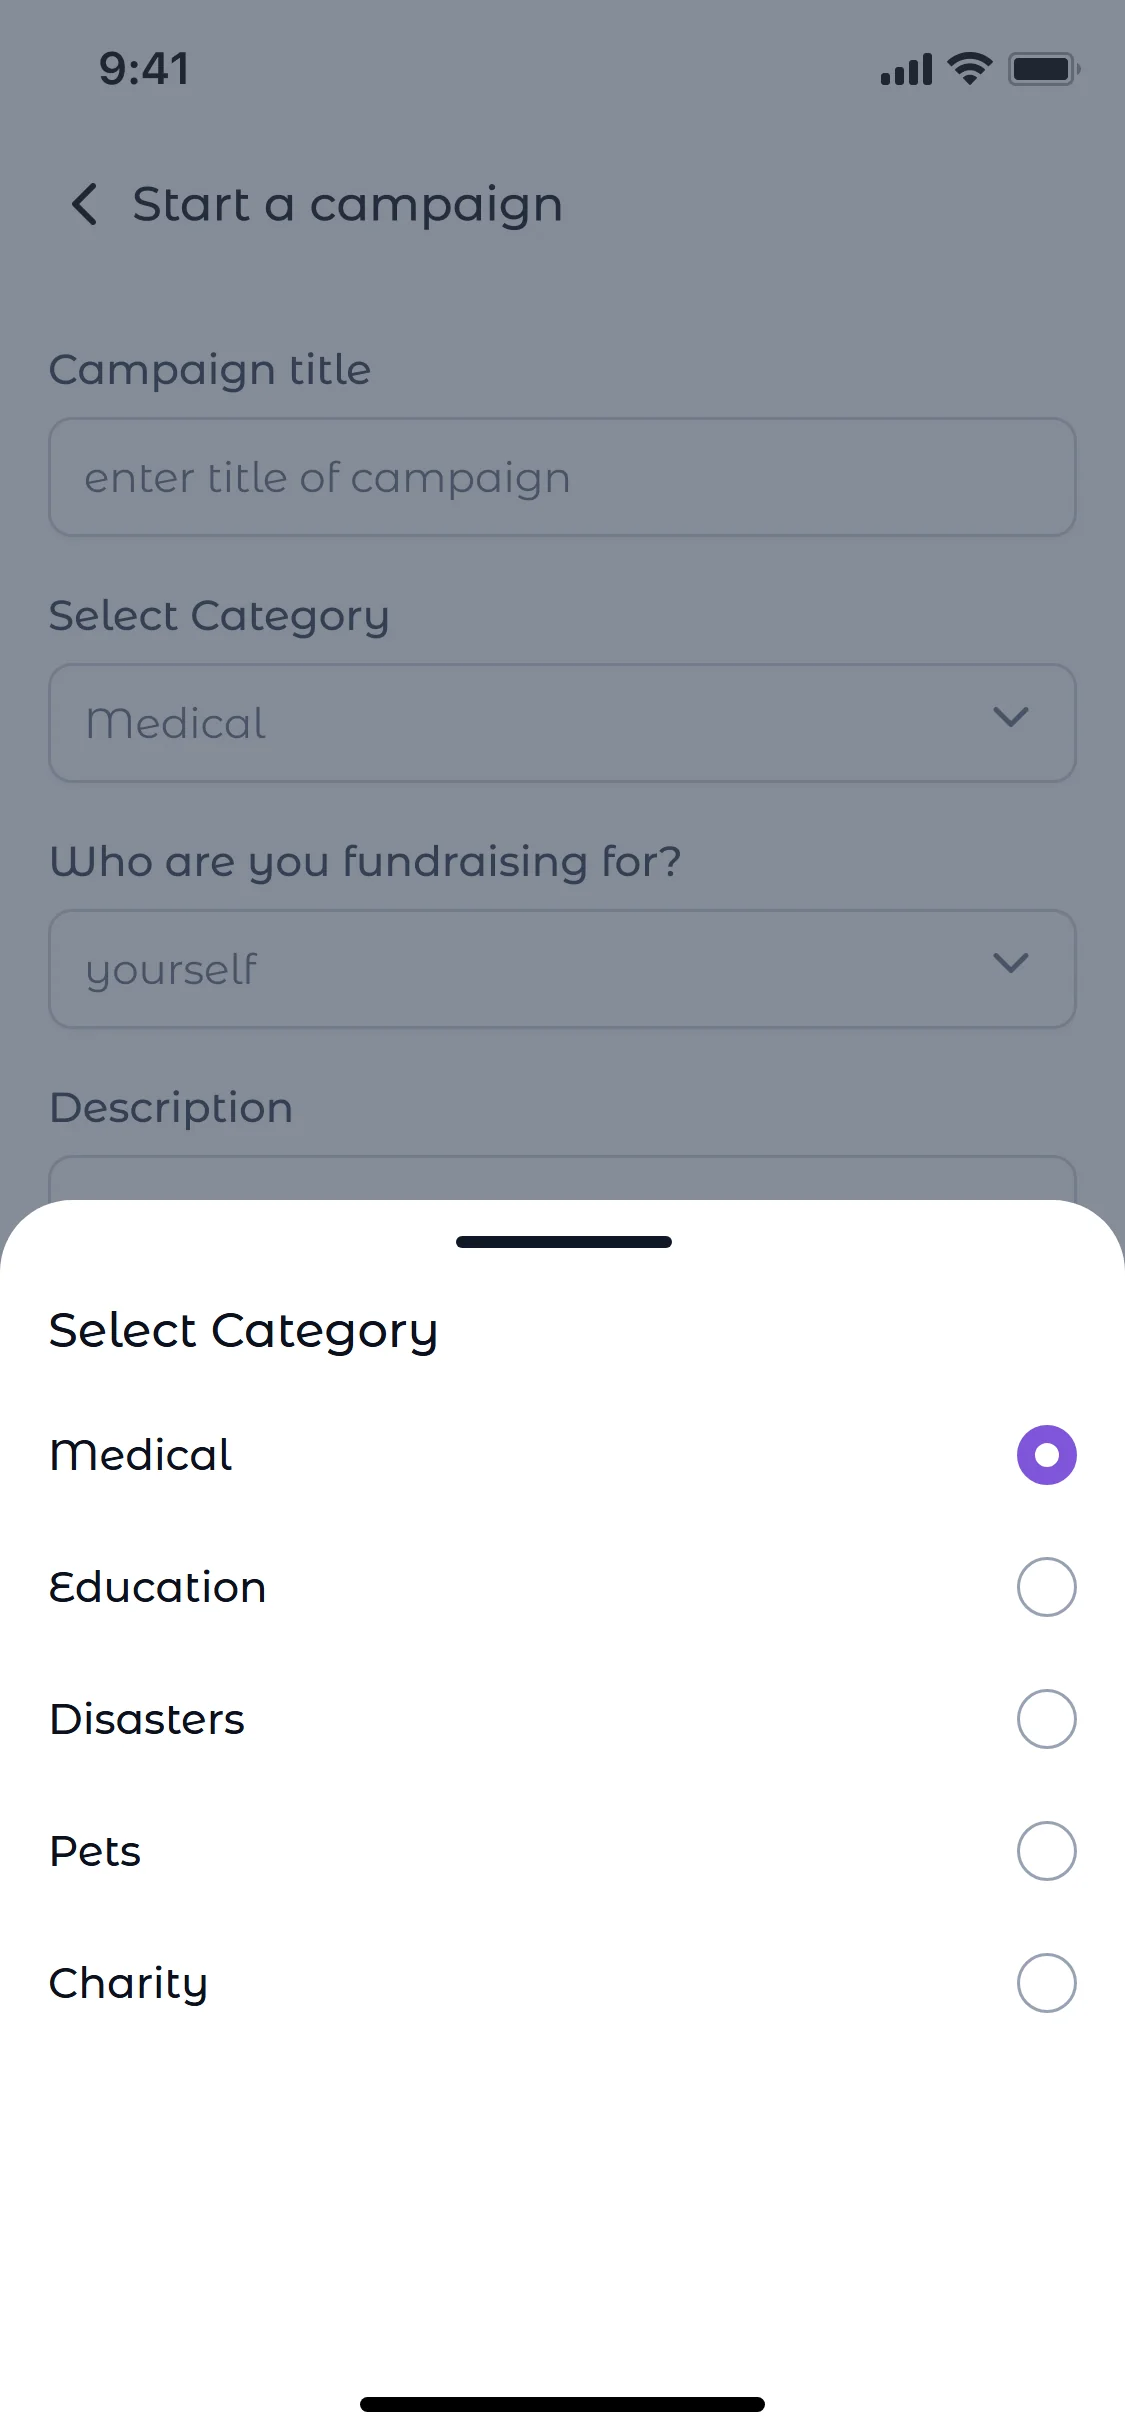 9:41
Start a campaign
Campaign title
enter title of campaign
Select Category
Medical
Who are you fundraising for?
yourself
Description
Select Category
Medical
Education
Disasters
Pets
Charity